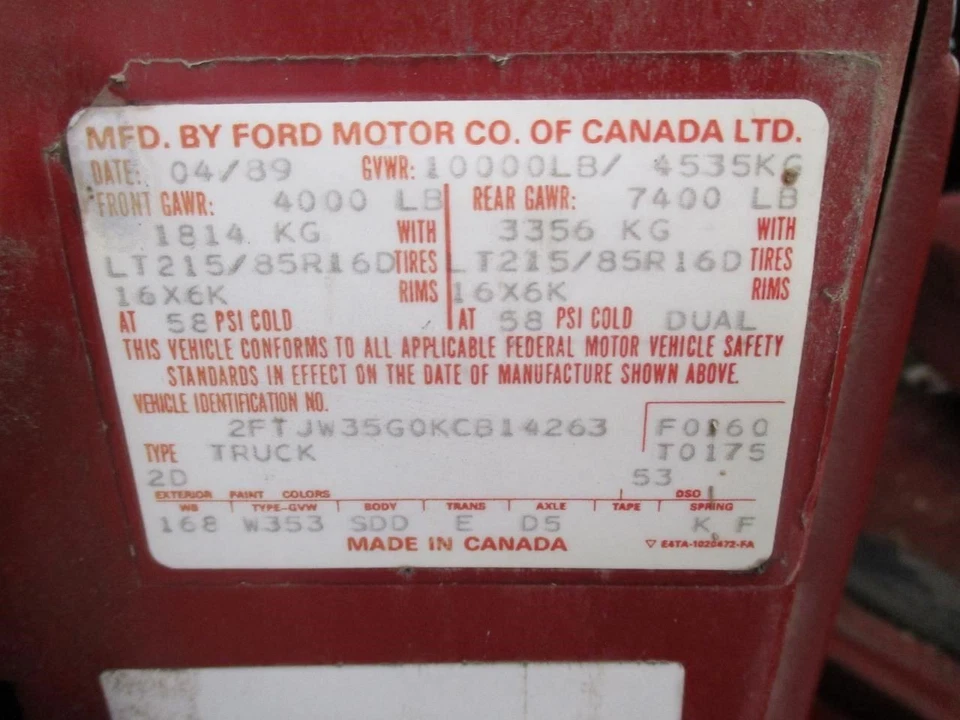 MFD. BY FORD MOTOR CO. OF CANADA LTD.
DATE: 04/89 GVWR: 10000LB/ 4535KG
FRONT GAWR: 4000 LB REAR GAWR: 7400 LB
1814 KG WITH 3356 KG WITH
LT215/85R16D TIRES LT215/85R16D TIRES
16X6K RIMS 16X6K RIMS
AT 58 PSI COLD AT 58 PSI COLD DUAL
THIS VEHICLE CONFORMS TO ALL APPLICABLE FEDERAL MOTOR VEHICLE SAFETY
STANDARDS IN EFFECT ON THE DATE OF MANUFACTURE SHOWN ABOVE.
VEHICLE IDENTIFICATION NO.
2FTJW35G0KCB14263 F0160
TYPE TRUCK T0175
2D 53
EXTERIOR PAINT COLORS DSO
WB TYPE-GVW BODY TRANS AXLE TAPE SPRING
168 W353 SDD E D5 K F
MADE IN CANADA ▽ E4TA-1020472-FA